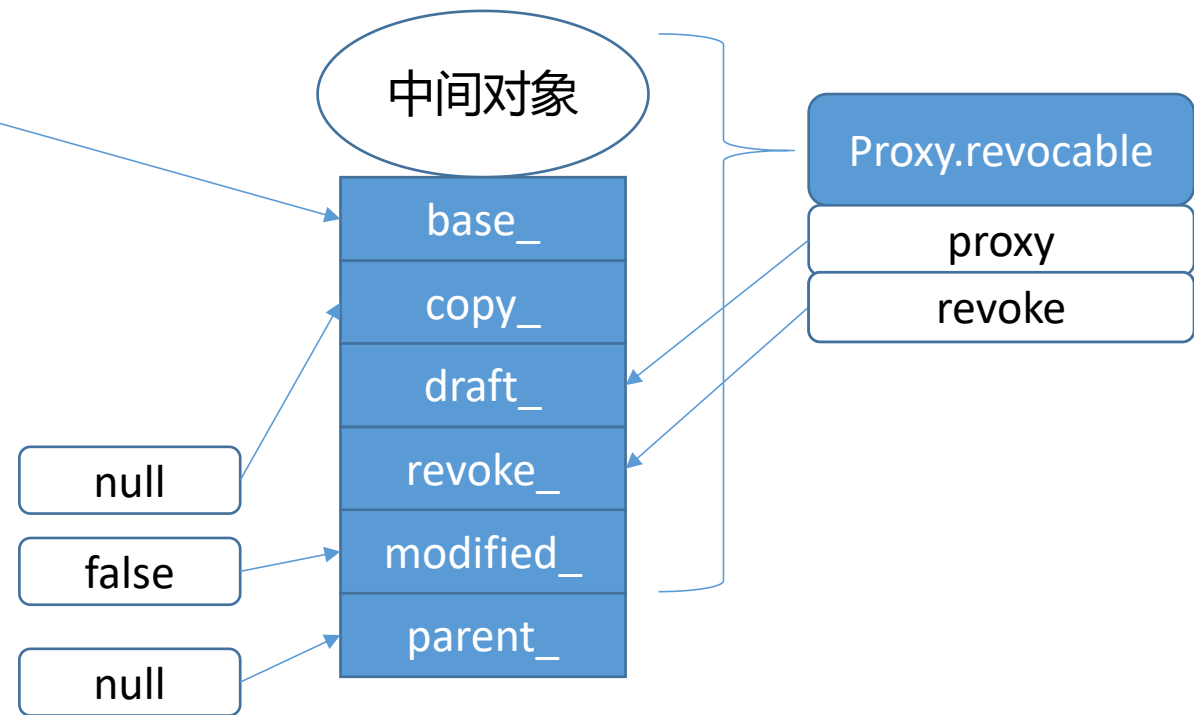 中间对象
base_
copy_
draft_
revoke_
modified_
parent_
null
false
null
Proxy.revocable
proxy
revoke